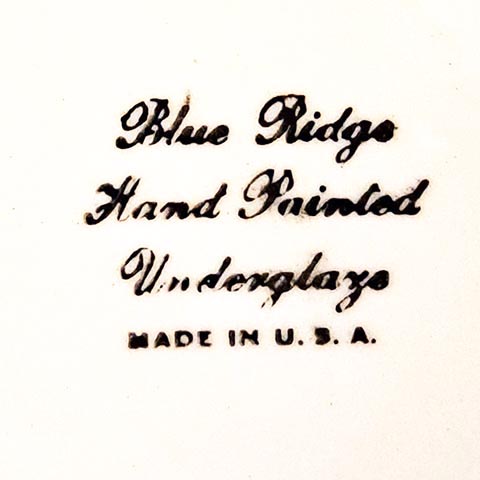 Blue Ridge
Hand Painted
Underglaze
MADE IN U.S.A.